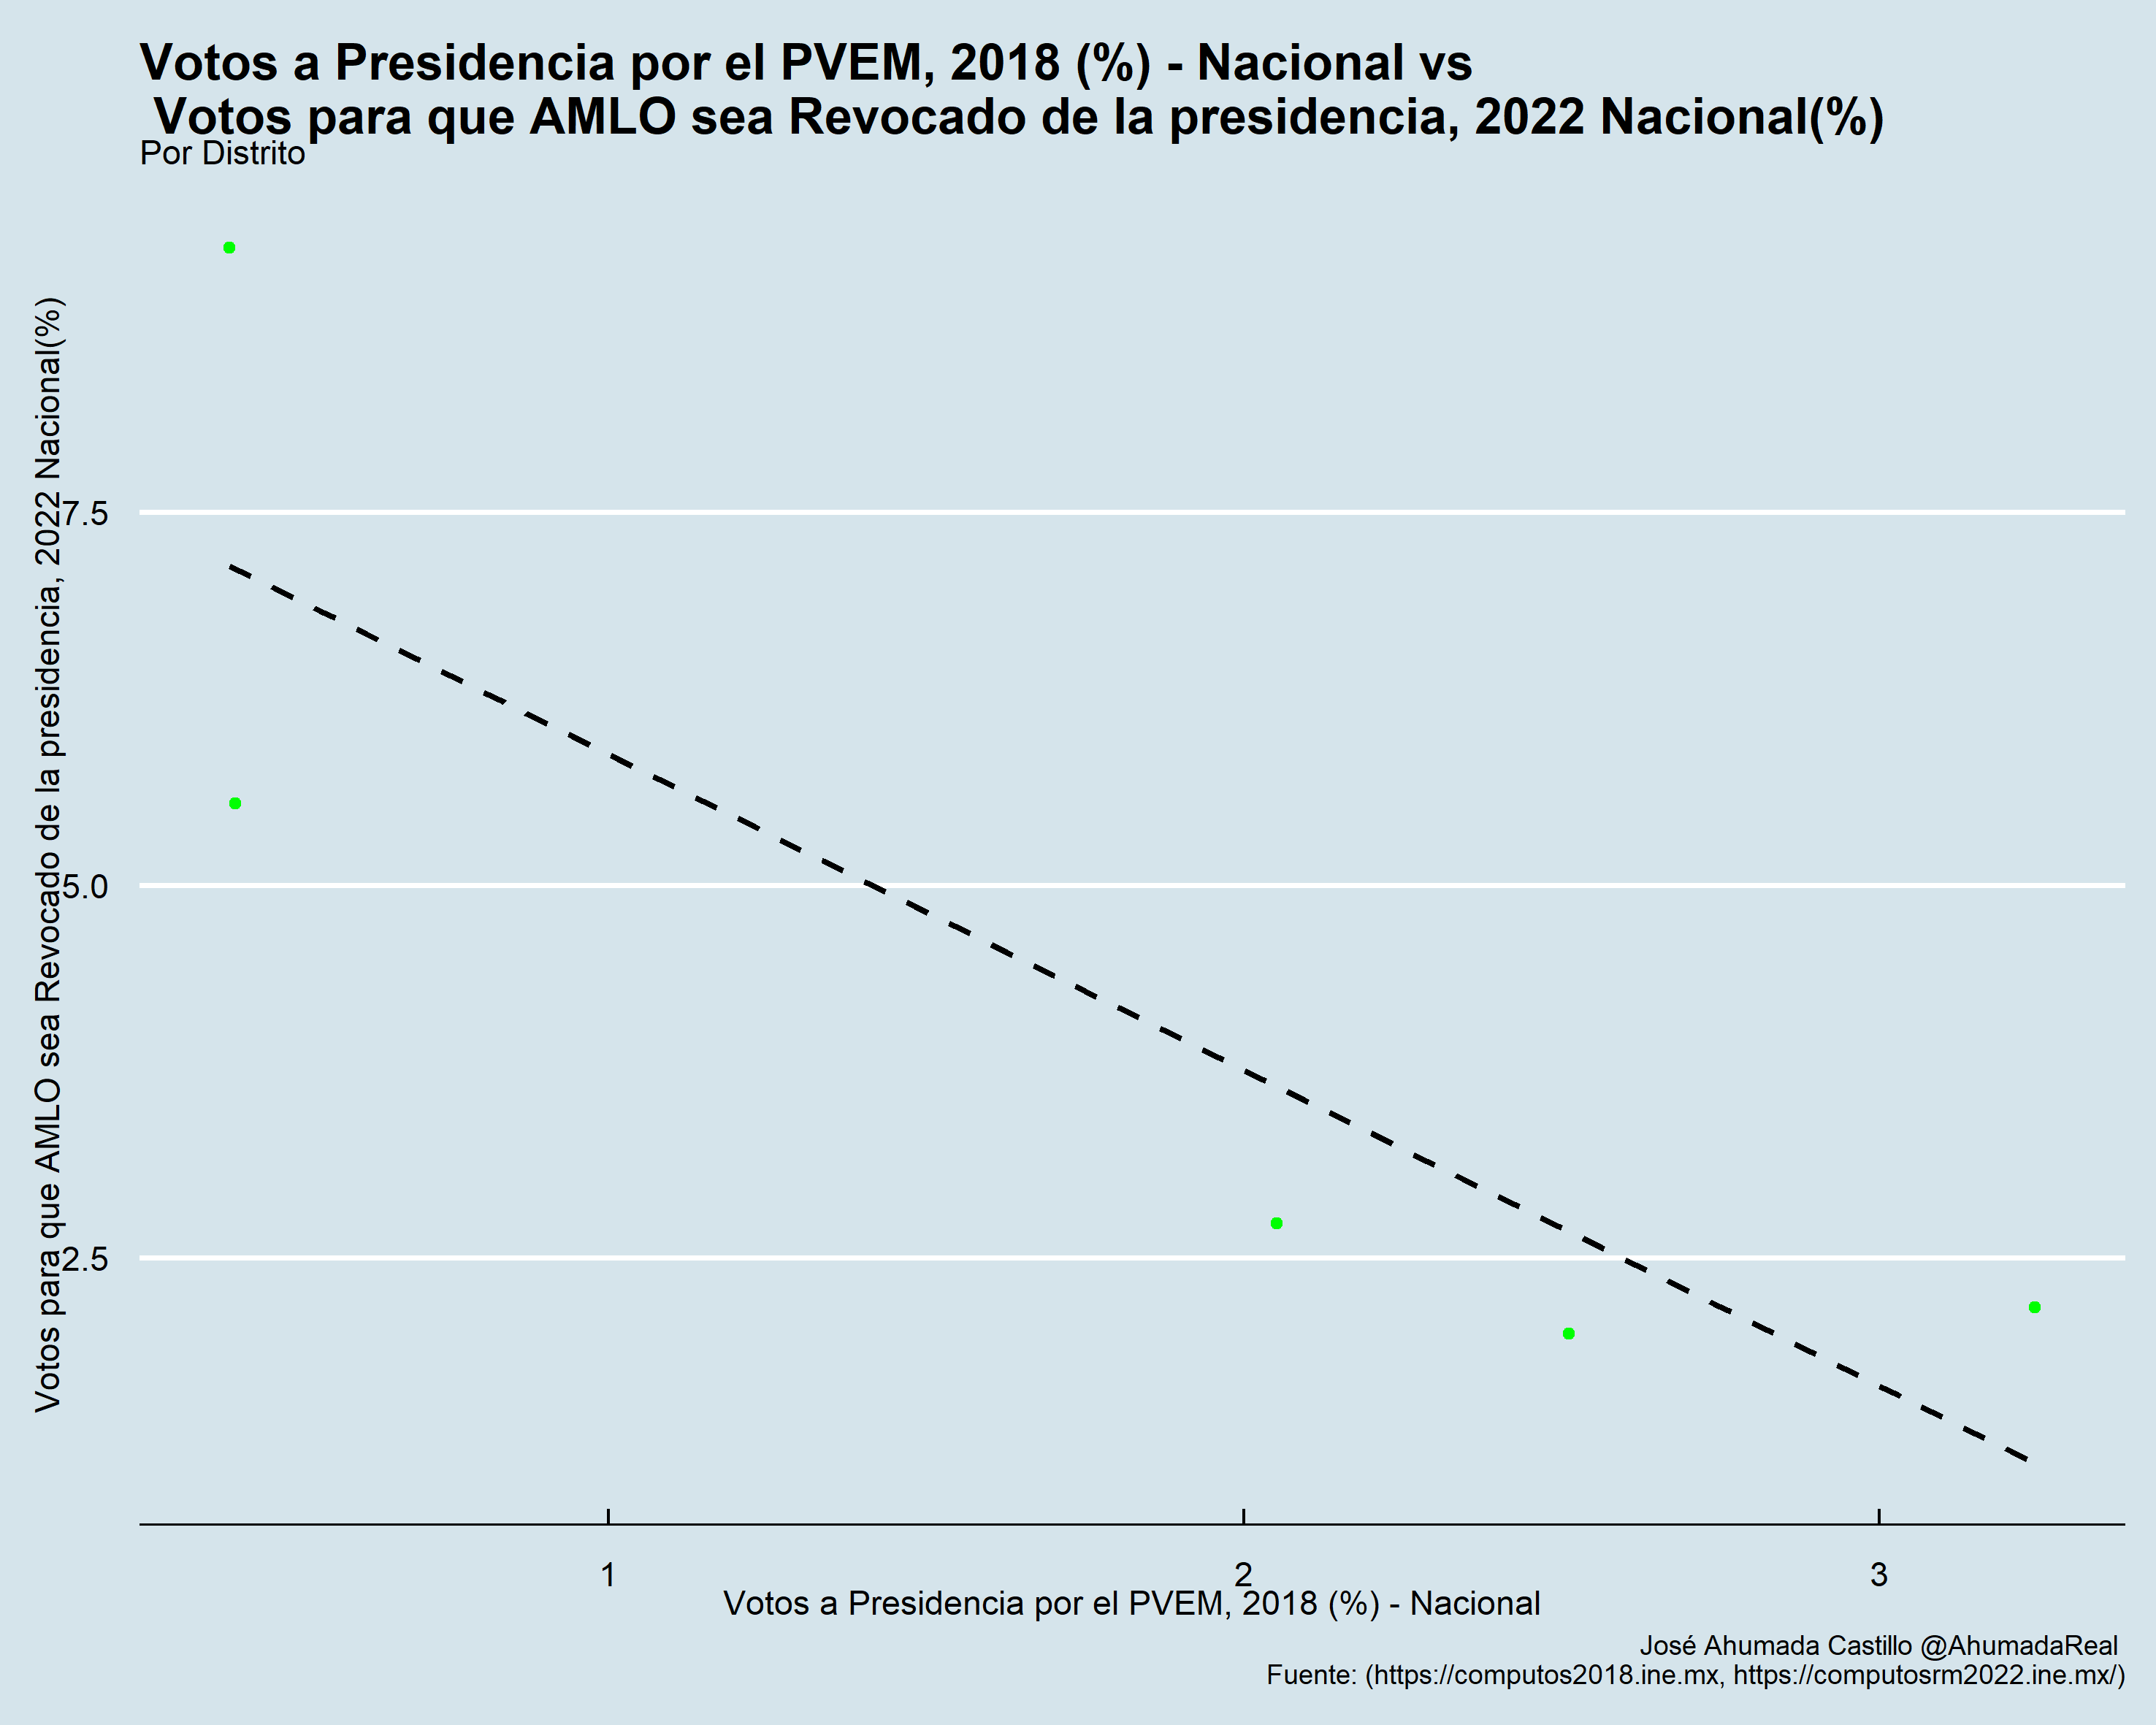 Votos a Presidencia por el PVEM, 2018 (%) - Nacional vs
Votos para que AMLO sea Revocado de la presidencia, 2022 Nacional(%)
Por Distrito
Votos para que AMLO sea Revocado de la presidencia, 2022 Nacional(%)
7.5
5.0
2.5
1
2
3
Votos a Presidencia por el PVEM, 2018 (%) - Nacional
José Ahumada Castillo @AhumadaReal
Fuente: (https://computos2018.ine.mx, https://computosrm2022.ine.mx/)